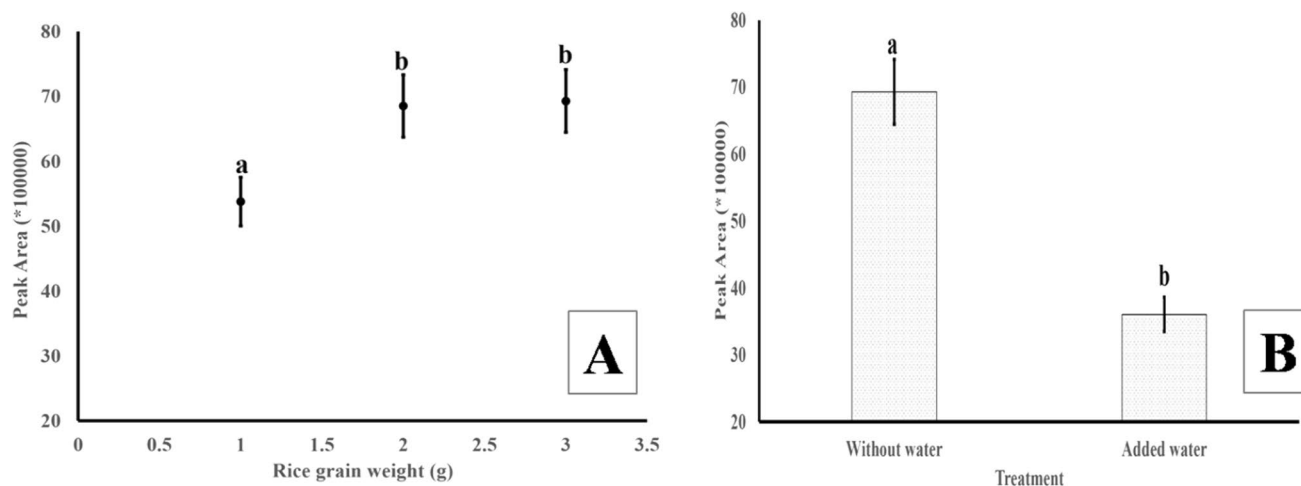 80
70
60
50
40
30
20
Peak Area (*100000)
a
b
b
A
0 0.5 1 1.5 2 2.5 3 3.5
Rice grain weight (g)
80
70
60
50
40
30
20
Peak Area (*100000)
a
b
B
Without water Added water
Treatment